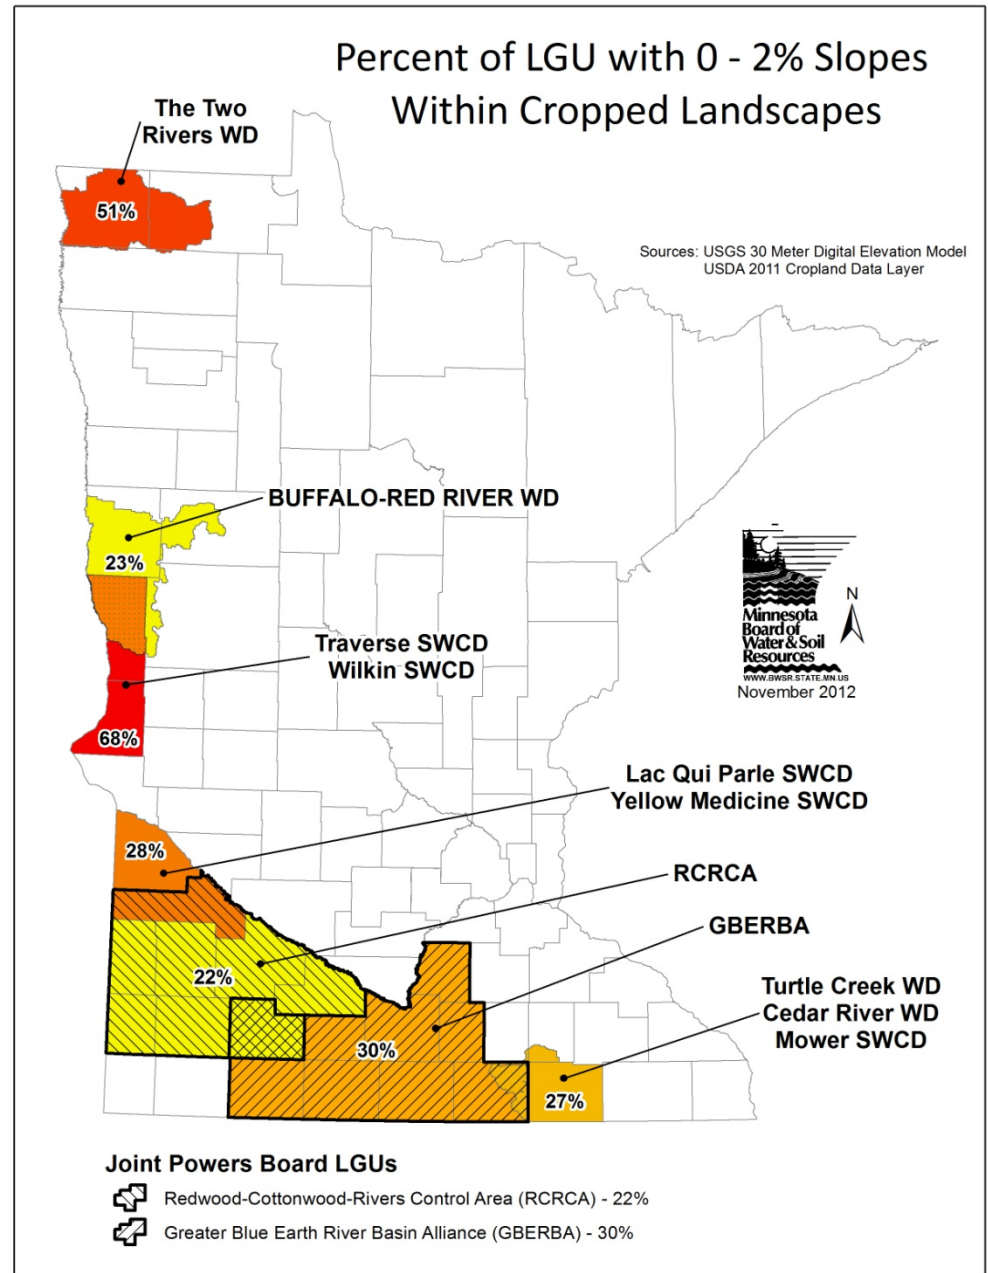 Percent of LGU with 0 - 2% Slopes
Within Cropped Landscapes
The Two
Rivers WD
51%
Sources: USGS 30 Meter Digital Elevation Model
USDA 2011 Cropland Data Layer
BUFFALO-RED RIVER WD
23%
N
Minnesota
Board of
Water & Soil
Resources
WWW.BWSR.STATE.MN.US
November 2012
Traverse SWCD
Wilkin SWCD
68%
Lac Qui Parle SWCD
Yellow Medicine SWCD
28%
RCRCA
GBERBA
22%
Turtle Creek WD
Cedar River WD
Mower SWCD
30%
27%
Joint Powers Board LGUs
Redwood-Cottonwood-Rivers Control Area (RCRCA) - 22%
Greater Blue Earth River Basin Alliance (GBERBA) - 30%